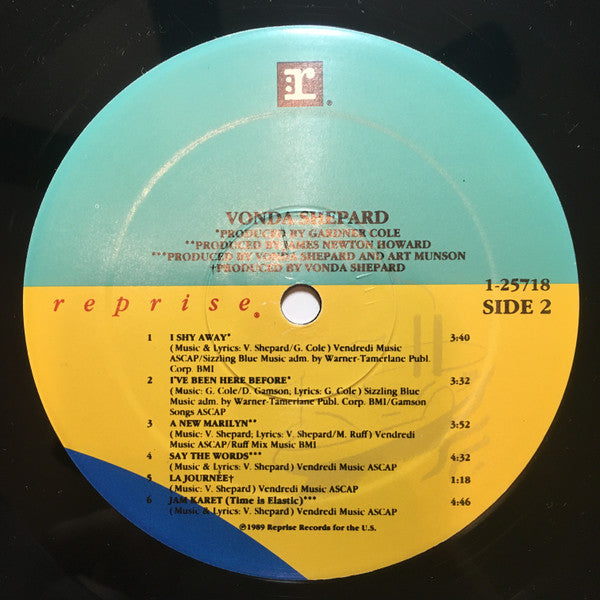 r®
VONDA SHEPARD
*PRODUCED BY GARDNER COLE
**PRODUCED BY JAMES NEWTON HOWARD
***PRODUCED BY VONDA SHEPARD AND ART MUNSON
†PRODUCED BY VONDA SHEPARD
1-25718
reprise® SIDE 2
1 I SHY AWAY* 3:40
(Music & Lyrics: V. Shepard/G. Cole) Vendredi Music
ASCAP/Sizzling Blue Music adm. by Warner-Tamerlane Publ.
Corp. BMI
2 I'VE BEEN HERE BEFORE* 3:32
(Music: G. Cole/D. Gamson; Lyrics: G. Cole) Sizzling Blue
Music adm. by Warner-Tamerlane Publ. Corp. BMI/Gamson
Songs ASCAP
3 A NEW MARILYN** 3:52
(Music: V. Shepard; Lyrics: V. Shepard/M. Ruff) Vendredi
Music ASCAP/Ruff Mix Music BMI
4 SAY THE WORDS*** 4:32
(Music & Lyrics: V. Shepard) Vendredi Music ASCAP
5 LA JOURNÉE† 1:18
(Music: V. Shepard) Vendredi Music ASCAP
6 JAM KARET (Time is Elastic)*** 4:46
(Music & Lyrics: V. Shepard) Vendredi Music ASCAP
℗1989 Reprise Records for the U.S.